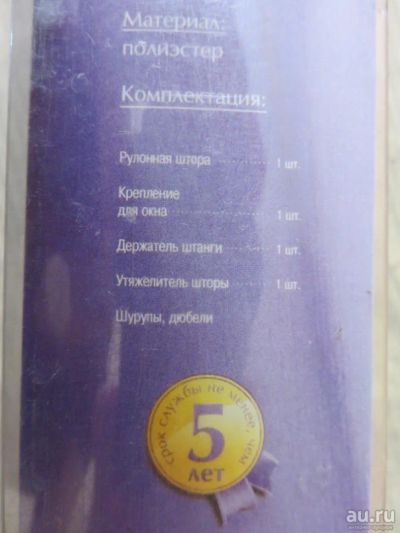 Материал:
полиэстер
Комплектация:
Рулонная штора 1 шт.
Крепление
для окна 1 шт.
Держатель штанги 1 шт.
Утяжелитель шторы 1 шт.
Шурупы, дюбели
срок службы не менее, чем
5
лет
au.ru